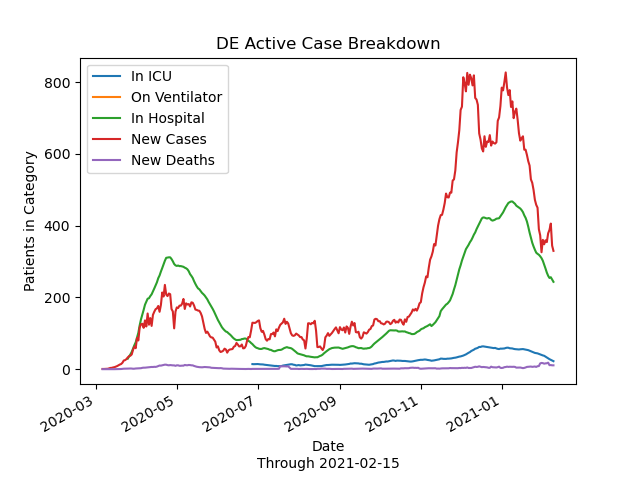 DE Active Case Breakdown
In ICU
On Ventilator
In Hospital
New Cases
New Deaths
Patients in Category
800
600
400
200
0
2020-03
2020-05
2020-07
2020-09
2020-11
2021-01
Date
Through 2021-02-15